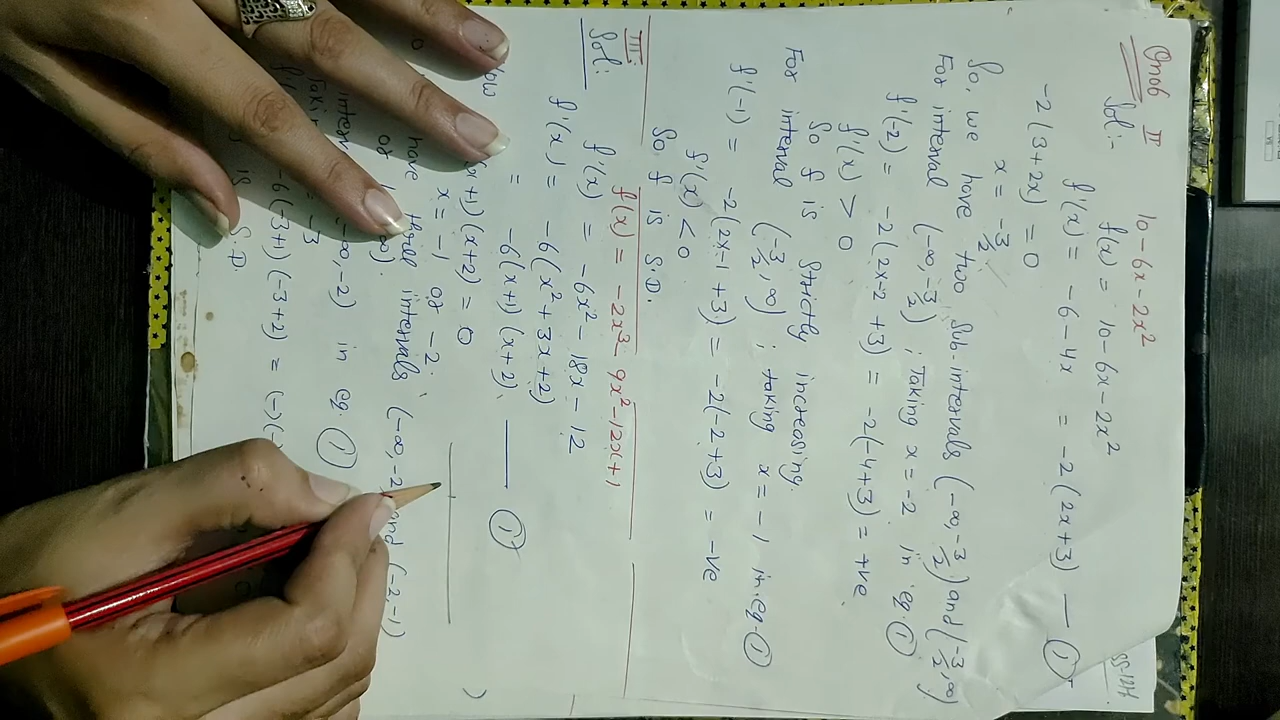 Qno6 II 10-6x-2x²
Sol:- f(x) = 10-6x-2x²
f'(x) = -6-4x = -2(2x+3) — ①
-2(3+2x) = 0
x = -3/2
So, we have two Sub-intervals (-∞,-3/2) and (-3/2,∞)
For interval (-∞,-3/2) ; Taking x=-2 in eq ①
f'(-2) = -2(2x-2+3) = -2(-4+3) = +ve.
f'(x) > 0
So f is Strictly increasing.
For interval (-3/2,∞) ; taking x=-1 in eq. ①
f'(-1) = -2(2x-1+3) = -2(-2+3) = -ve
f'(x) < 0
So, f is S.D.
III. f'(x) = -2x³-9x²-12x+1
Sol: f'(x) = -6x²-18x-12
f'(x) = -6(x²+3x+2)
= -6(x+1)(x+2) — ①
x+1)(x+2) = 0
x = -1 or -2.
have three intervals (-∞,-2 and (-2,-1)
or ∞).
-∞,-2) in eq. ①
= -3
-6(-3+1)(-3+2) = (-)(-
is S.D.
SS-12M